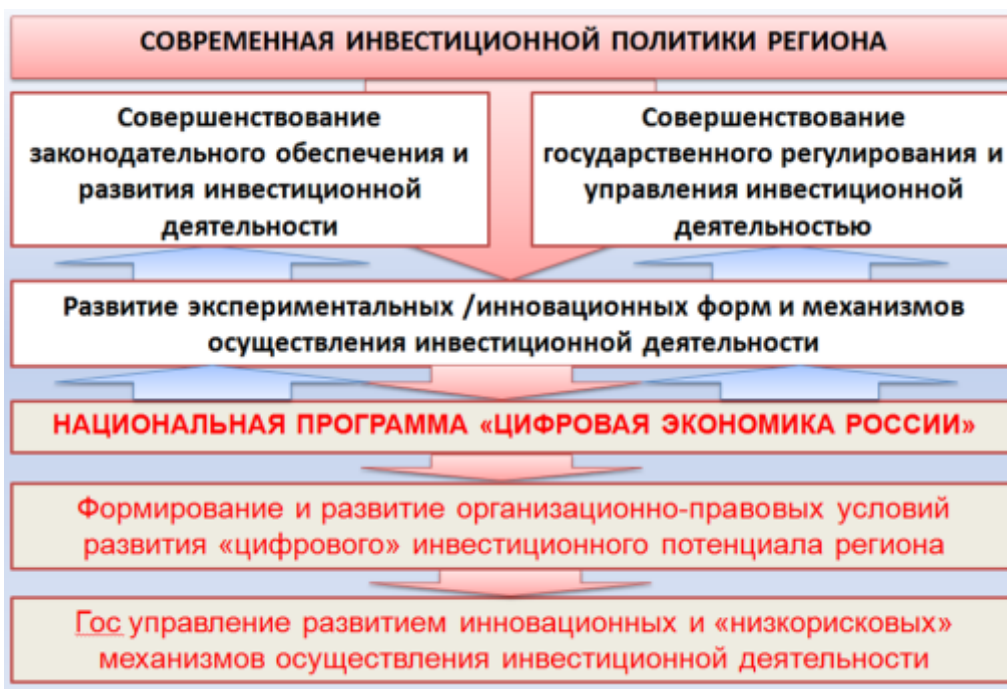 СОВРЕМЕННАЯ ИНВЕСТИЦИОННОЙ ПОЛИТИКИ РЕГИОНА
Совершенствование
законодательного обеспечения и
развития инвестиционной
деятельности
Совершенствование
государственного регулирования и
управления инвестиционной
деятельностью
Развитие экспериментальных /инновационных форм и механизмов
осуществления инвестиционной деятельности
НАЦИОНАЛЬНАЯ ПРОГРАММА «ЦИФРОВАЯ ЭКОНОМИКА РОССИИ»
Формирование и развитие организационно-правовых условий
развития «цифрового» инвестиционного потенциала региона
Гос управление развитием инновационных и «низкорисковых»
механизмов осуществления инвестиционной деятельности